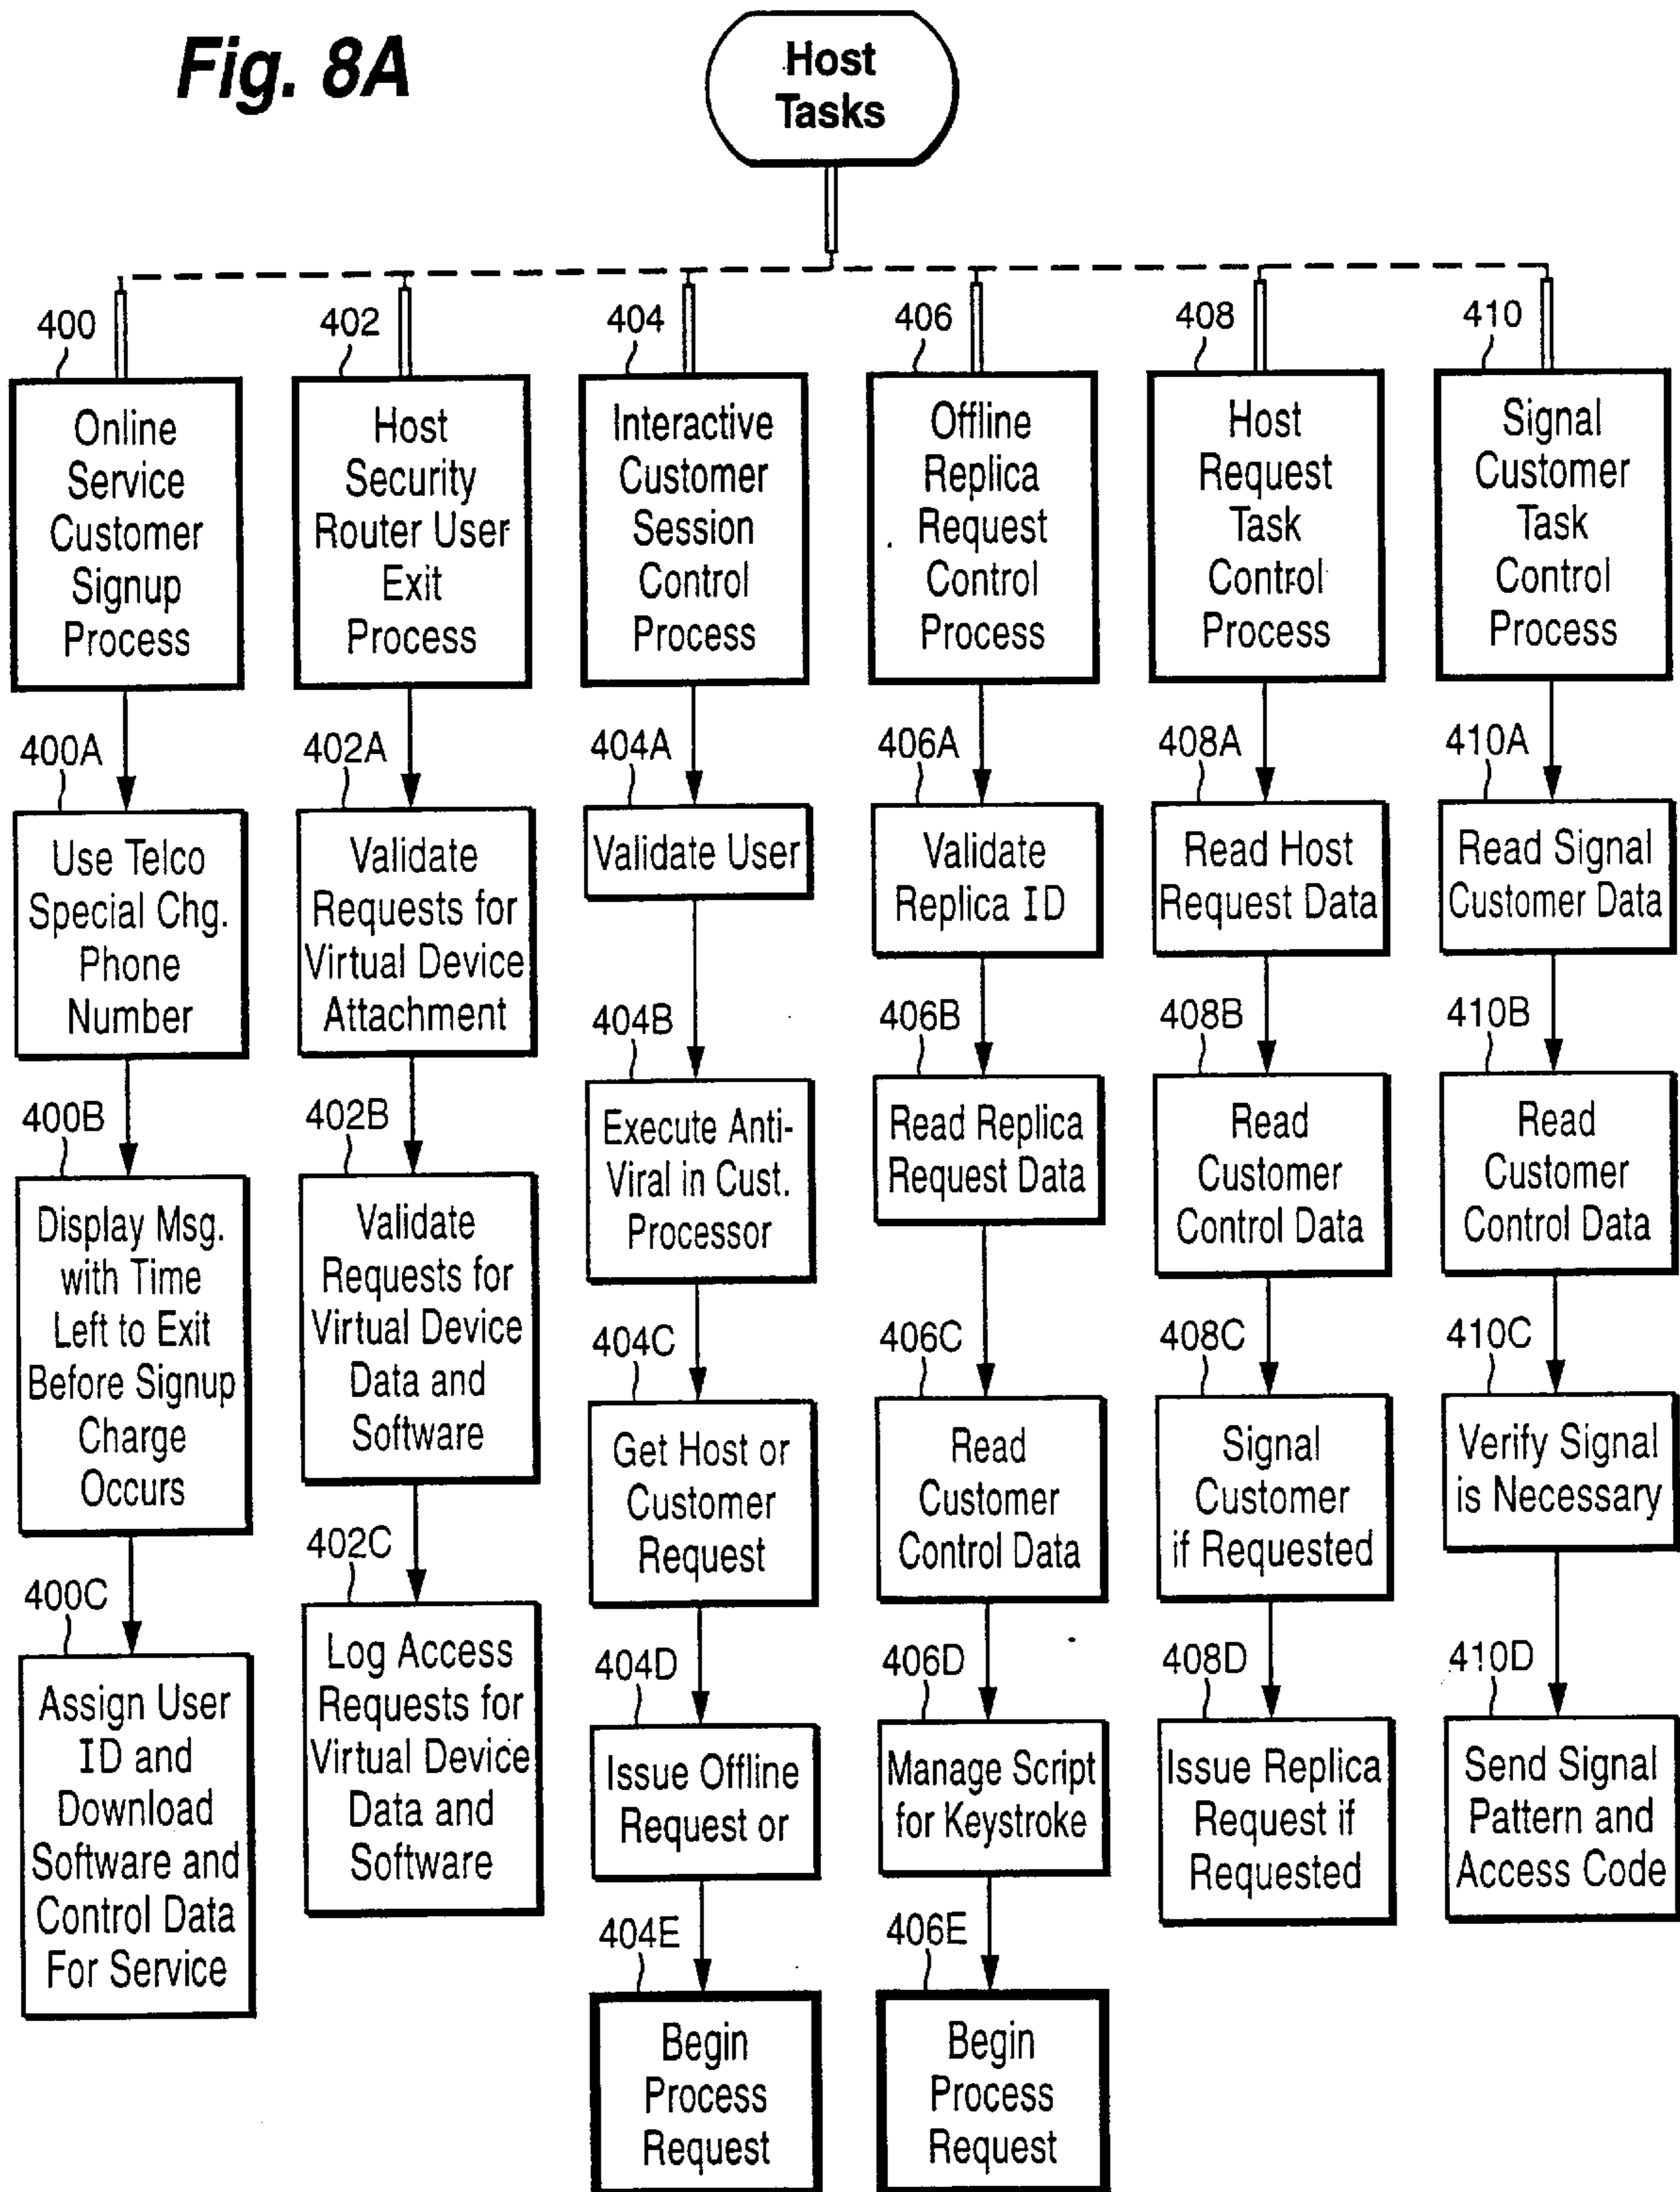 Fig. 8A
Host
Tasks
400
Online
Service
Customer
Signup
Process
400A
Use Telco
Special Chg.
Phone
Number
400B
Display Msg.
with Time
Left to Exit
Before Signup
Charge
Occurs
400C
Assign User
ID and
Download
Software and
Control Data
For Service
402
Host
Security
Router User
Exit
Process
402A
Validate
Requests for
Virtual Device
Attachment
402B
Validate
Requests for
Virtual Device
Data and
Software
402C
Log Access
Requests for
Virtual Device
Data and
Software
404
Interactive
Customer
Session
Control
Process
404A
Validate User
404B
Execute Anti-
Viral in Cust.
Processor
404C
Get Host or
Customer
Request
404D
Issue Offline
Request or
404E
Begin
Process
Request
406
Offline
Replica
Request
Control
Process
406A
Validate
Replica ID
406B
Read Replica
Request Data
406C
Read
Customer
Control Data
406D
Manage Script
for Keystroke
406E
Begin
Process
Request
408
Host
Request
Task
Control
Process
408A
Read Host
Request Data
408B
Read
Customer
Control Data
408C
Signal
Customer
if Requested
408D
Issue Replica
Request if
Requested
410
Signal
Customer
Task
Control
Process
410A
Read Signal
Customer Data
410B
Read
Customer
Control Data
410C
Verify Signal
is Necessary
410D
Send Signal
Pattern and
Access Code